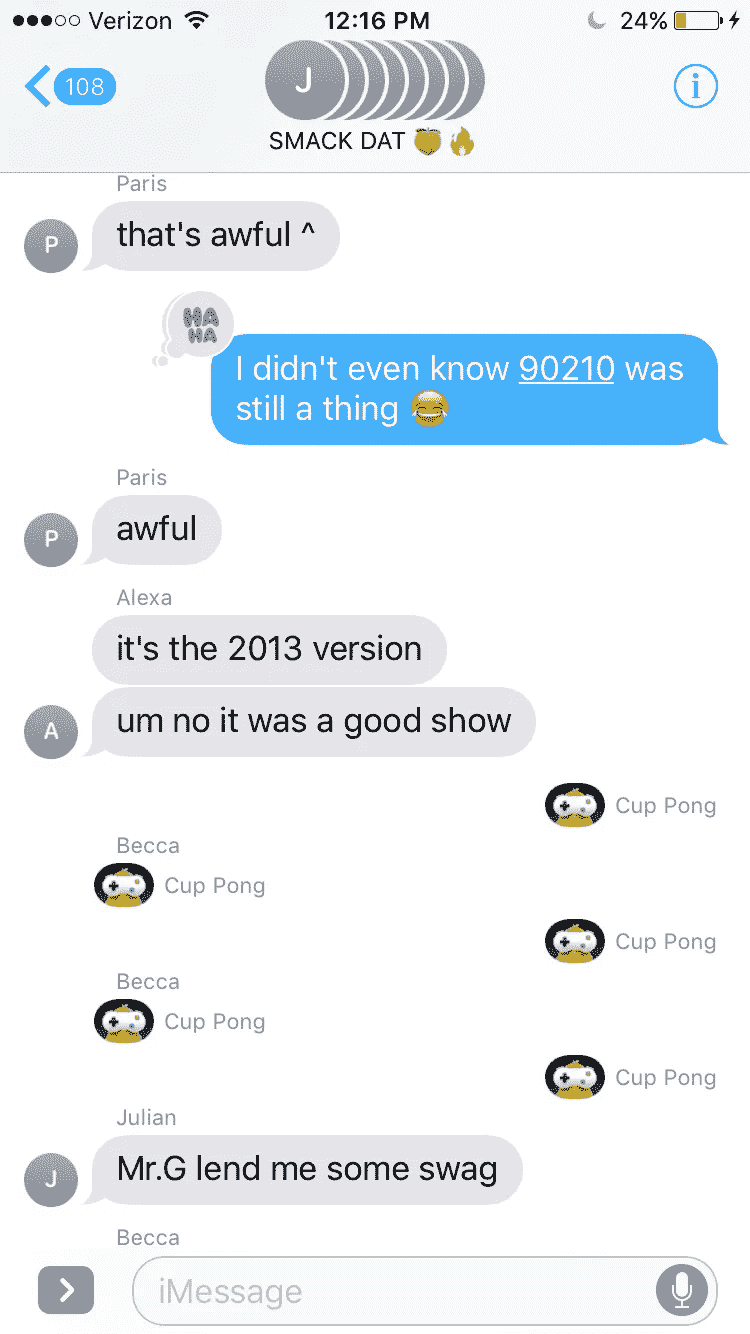 Verizon 12:16 PM 24%
108 J i
SMACK DAT 🍑🔥
Paris
P that's awful ^
HA
HA
I didn't even know 90210 was
still a thing 😂
Paris
P awful
Alexa
it's the 2013 version
A um no it was a good show
Cup Pong
Becca
Cup Pong
Cup Pong
Becca
Cup Pong
Cup Pong
Julian
J Mr.G lend me some swag
Becca
iMessage